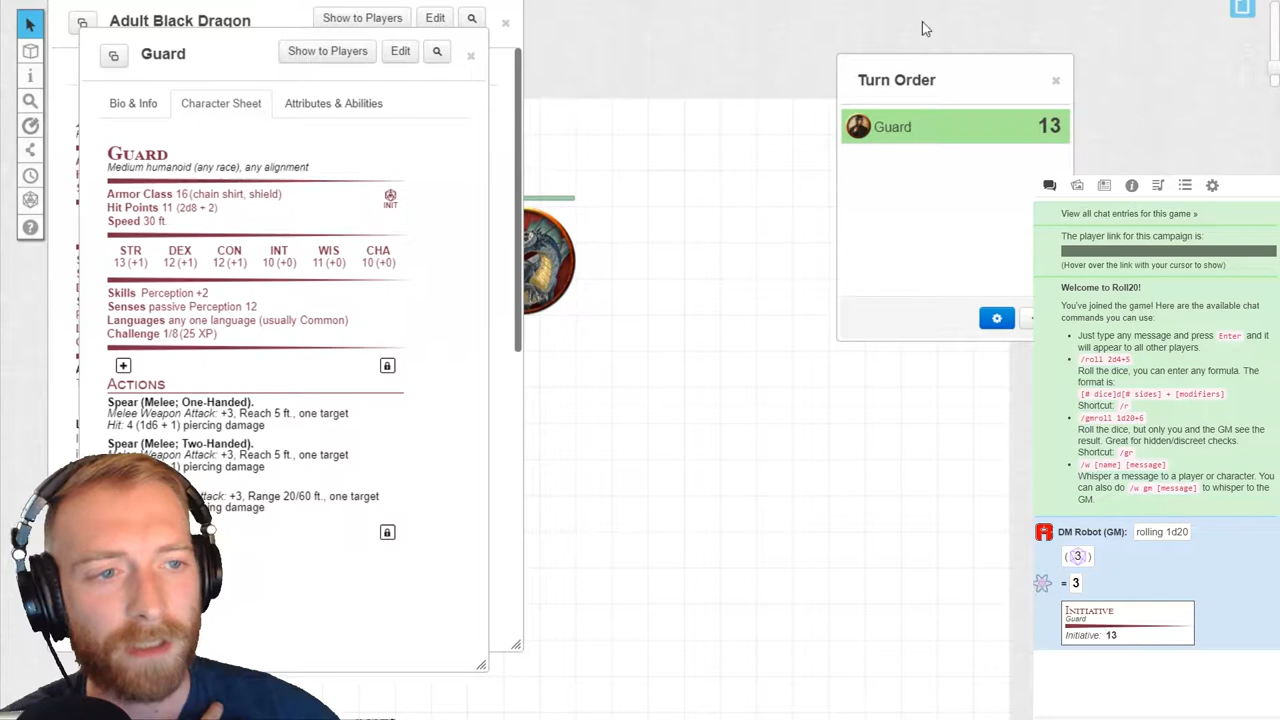 Adult Black Dragon
Show to Players
Edit
Guard
Show to Players
Edit
Bio & Info
Character Sheet
Attributes & Abilities
GUARD
Medium humanoid (any race), any alignment
Armor Class 16 (chain shirt, shield)
Hit Points 11 (2d8 + 2)
Speed 30 ft.
INIT
STR DEX CON INT WIS CHA
13 (+1) 12 (+1) 12 (+1) 10 (+0) 11 (+0) 10 (+0)
Skills Perception +2
Senses passive Perception 12
Languages any one language (usually Common)
Challenge 1/8 (25 XP)
ACTIONS
Spear (Melee; One-Handed).
Melee Weapon Attack: +3, Reach 5 ft., one target
Hit: 4 (1d6 + 1) piercing damage
Spear (Melee; Two-Handed).
Attack: +3, Reach 5 ft., one target
1) piercing damage
+3, Range 20/60 ft., one target
damage
Turn Order
Guard 13
View all chat entries for this game »
The player link for this campaign is:
(Hover over the link with your cursor to show)
Welcome to Roll20!
You've joined the game! Here are the available chat
commands you can use:
Just type any message and press Enter and it
will appear to all other players.
/roll 2d4+5
Roll the dice, you can enter any formula. The
format is:
[# dice]d[# sides] + [modifiers]
Shortcut: /r
/gmroll 1d20+6
Roll the dice, but only you and the GM see the
result. Great for hidden/discreet checks.
Shortcut: /gr
/w [name] [message]
Whisper a message to a player or character. You
can also do /w gm [message] to whisper to the
GM.
DM Robot (GM): rolling 1d20
(3)
= 3
INITIATIVE
Guard
Initiative: 13